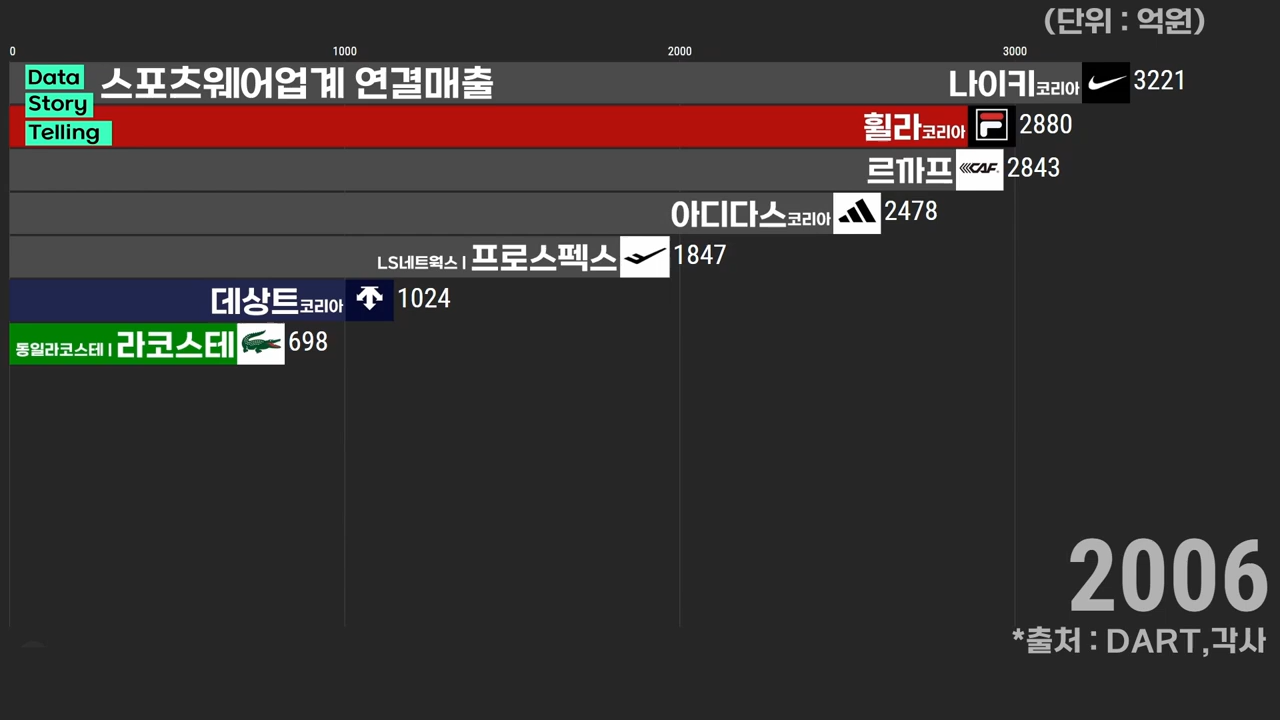 (단위 : 억원)
0 1000 2000 3000
Data
Story
Telling
스포츠웨어업계 연결매출
나이키코리아 3221
휠라코리아 2880
르까프 CAF 2843
아디다스코리아 2478
LS네트웍스 | 프로스펙스 1847
데상트코리아 1024
동일라코스테 | 라코스테 698
2006
*출처 : DART,각사